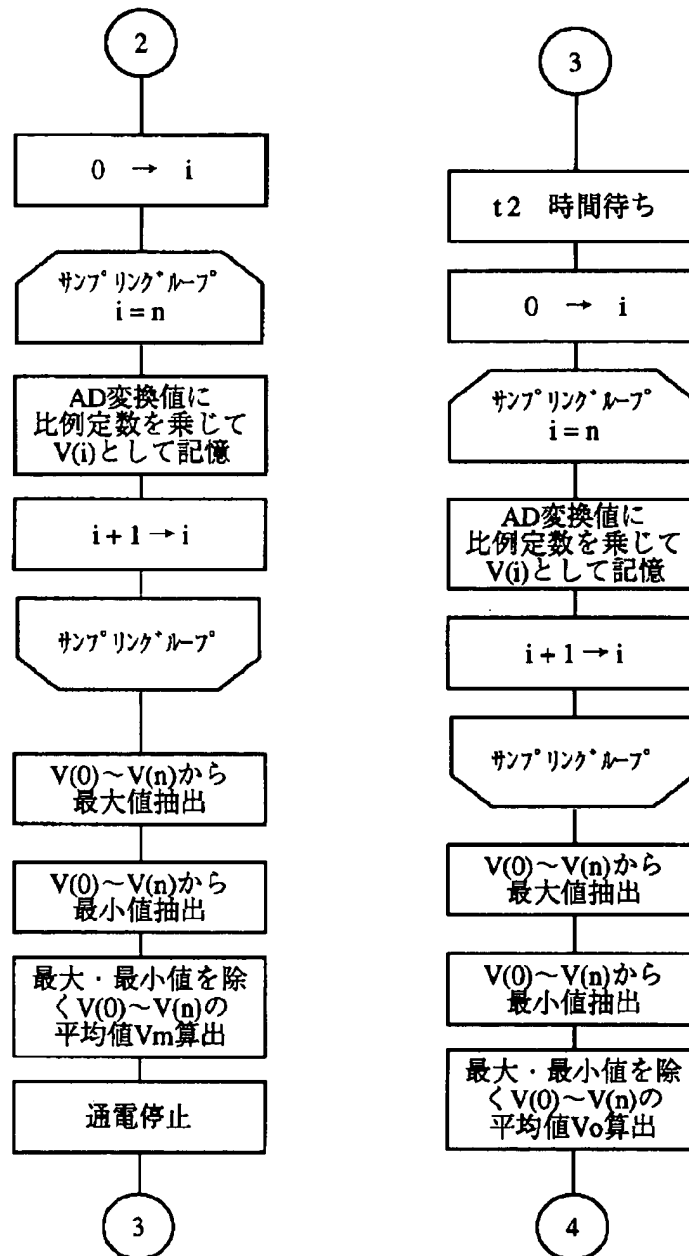 2
0 → i
ｻﾝﾌﾟﾘﾝｸﾞﾙｰﾌﾟ
i = n
AD変換値に
比例定数を乗じて
V(i)として記憶
i + 1 → i
ｻﾝﾌﾟﾘﾝｸﾞﾙｰﾌﾟ
V(0)～V(n)から
最大値抽出
V(0)～V(n)から
最小値抽出
最大・最小値を除
くV(0)～V(n)の
平均値Vm算出
通電停止
3
3
t2 時間待ち
0 → i
ｻﾝﾌﾟﾘﾝｸﾞﾙｰﾌﾟ
i = n
AD変換値に
比例定数を乗じて
V(i)として記憶
i + 1 → i
ｻﾝﾌﾟﾘﾝｸﾞﾙｰﾌﾟ
V(0)～V(n)から
最大値抽出
V(0)～V(n)から
最小値抽出
最大・最小値を除
くV(0)～V(n)の
平均値Vo算出
4